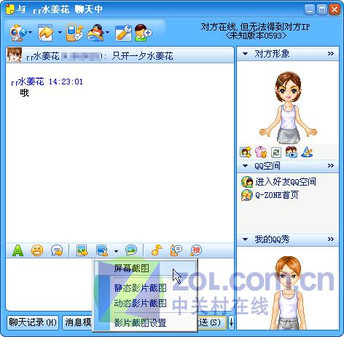 与 rr水姜花 聊天中
对方在线,但无法得到对方IP
<未知版本0593>
rr水姜花
: 只开一夕水姜花
对方形象
rr水姜花 14:23:01
哦
QQ空间
进入好友QQ空间
Q-ZONE首页
我的QQ秀
屏幕截图
静态影片截图
动态影片截图
影片截图设置
聊天记录(H)
消息模
送(S)
ZOL.com.cn
中关村在线